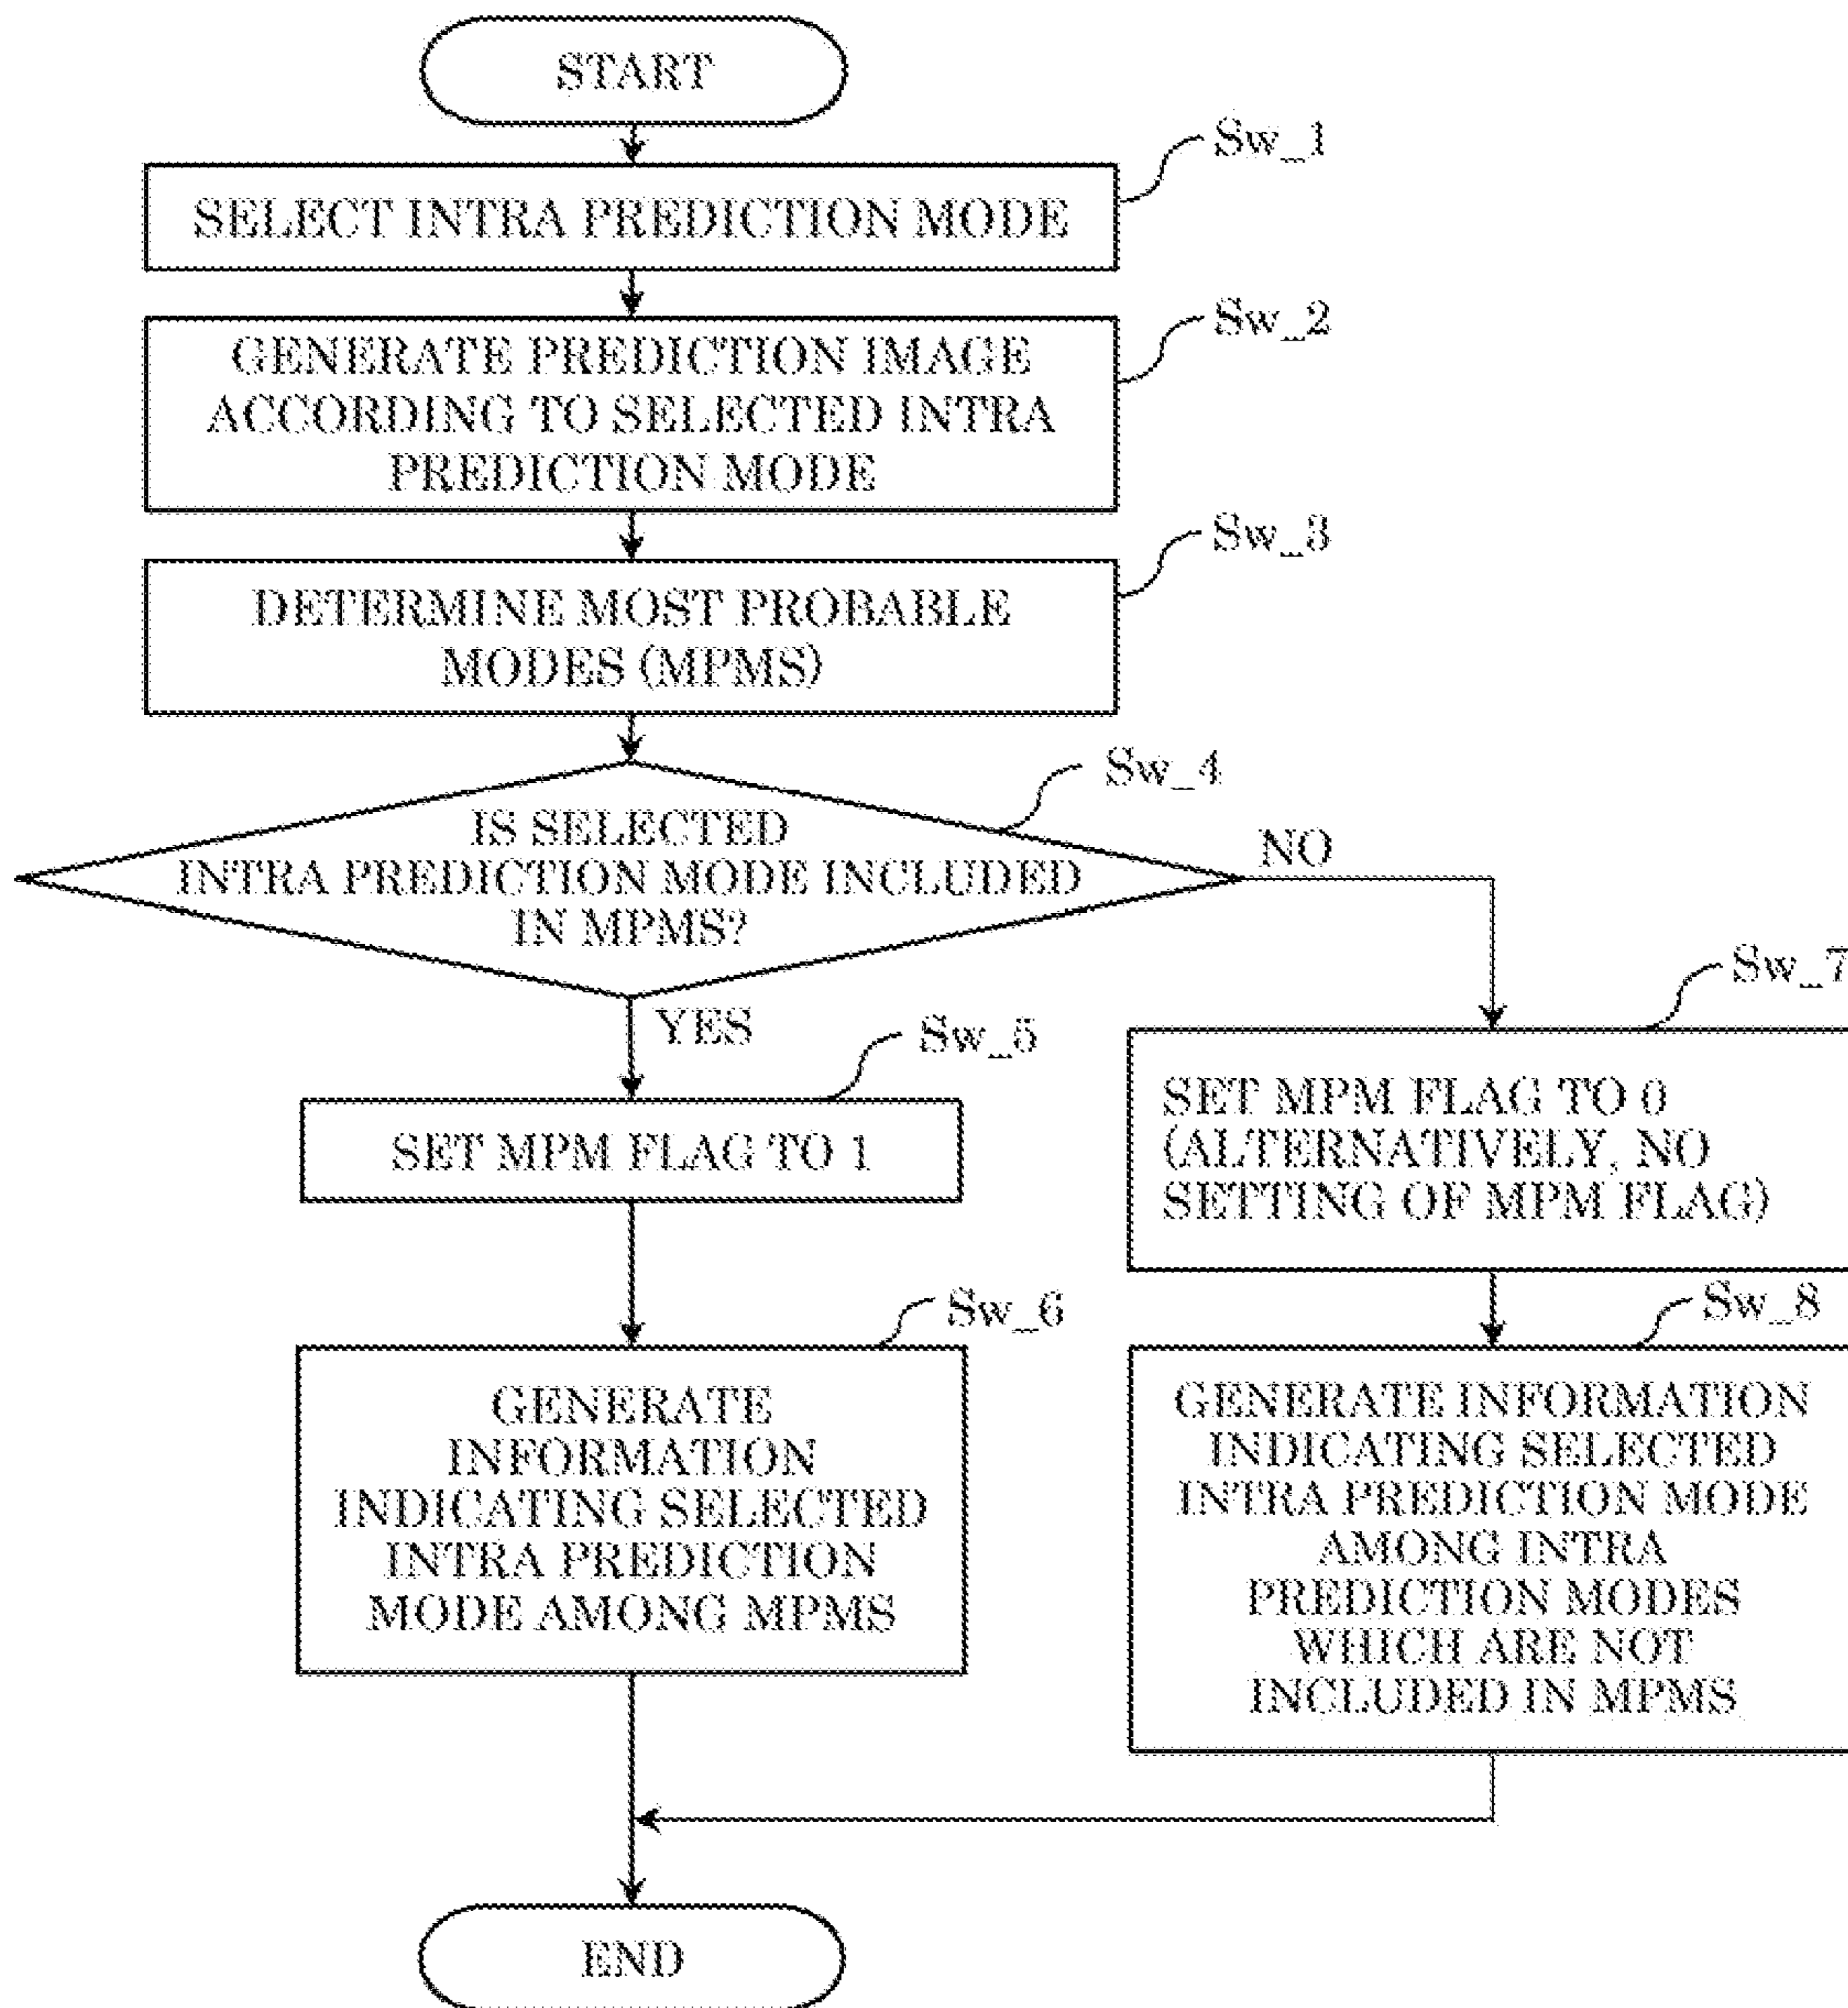 START
Sw_1
SELECT INTRA PREDICTION MODE
Sw_2
GENERATE PREDICTION IMAGE
ACCORDING TO SELECTED INTRA
PREDICTION MODE
Sw_3
DETERMINE MOST PROBABLE
MODES (MPMS)
Sw_4
IS SELECTED
INTRA PREDICTION MODE INCLUDED
IN MPMS?
NO
YES
Sw_5
SET MPM FLAG TO 1
Sw_7
SET MPM FLAG TO 0
(ALTERNATIVELY, NO
SETTING OF MPM FLAG)
Sw_6
GENERATE
INFORMATION
INDICATING SELECTED
INTRA PREDICTION
MODE AMONG MPMS
Sw_8
GENERATE INFORMATION
INDICATING SELECTED
INTRA PREDICTION MODE
AMONG INTRA
PREDICTION MODES
WHICH ARE NOT
INCLUDED IN MPMS
END